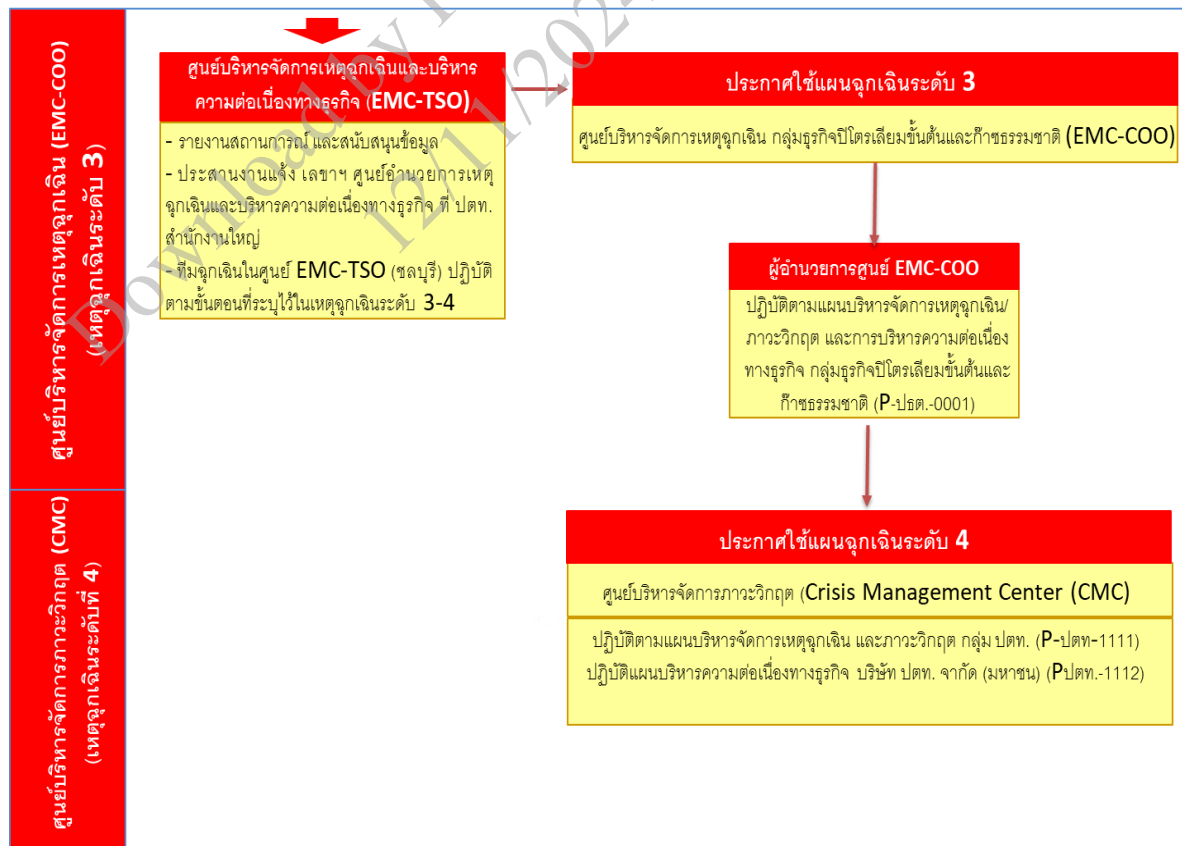 ศูนย์บริหารจัดการเหตุฉุกเฉิน (EMC-COO)
(เหตุฉุกเฉินระดับ 3)
ศูนย์บริหารจัดการเหตุฉุกเฉินและบริหาร
ความต่อเนื่องทางธุรกิจ (EMC-TSO)
- รายงานสถานการณ์ และสนับสนุนข้อมูล
- ประสานงานแจ้ง เลขาฯ ศูนย์อำนวยการเหตุ
ฉุกเฉินและบริหารความต่อเนื่องทางธุรกิจ ที่ ปตท.
สำนักงานใหญ่
- ทีมฉุกเฉินในศูนย์ EMC-TSO (ชลบุรี) ปฏิบัติ
ตามขั้นตอนที่ระบุไว้ในเหตุฉุกเฉินระดับ 3-4
ประกาศใช้แผนฉุกเฉินระดับ 3
ศูนย์บริหารจัดการเหตุฉุกเฉิน กลุ่มธุรกิจปิโตรเลียมขั้นต้นและก๊าซธรรมชาติ (EMC-COO)
ผู้อำนวยการศูนย์ EMC-COO
ปฏิบัติตามแผนบริหารจัดการเหตุฉุกเฉิน/
ภาวะวิกฤต และการบริหารความต่อเนื่อง
ทางธุรกิจ กลุ่มธุรกิจปิโตรเลียมขั้นต้นและ
ก๊าซธรรมชาติ (P-ปธต.-0001)
ศูนย์บริหารจัดการภาวะวิกฤต (CMC)
(เหตุฉุกเฉินระดับที่ 4)
ประกาศใช้แผนฉุกเฉินระดับ 4
ศูนย์บริหารจัดการภาวะวิกฤต (Crisis Management Center (CMC)
ปฏิบัติตามแผนบริหารจัดการเหตุฉุกเฉิน และภาวะวิกฤต กลุ่ม ปตท. (P-ปตท-1111)
ปฏิบัติแผนบริหารความต่อเนื่องทางธุรกิจ บริษัท ปตท. จากัด (มหาชน) (Pปตท.-1112)
Download by
12/11/2024